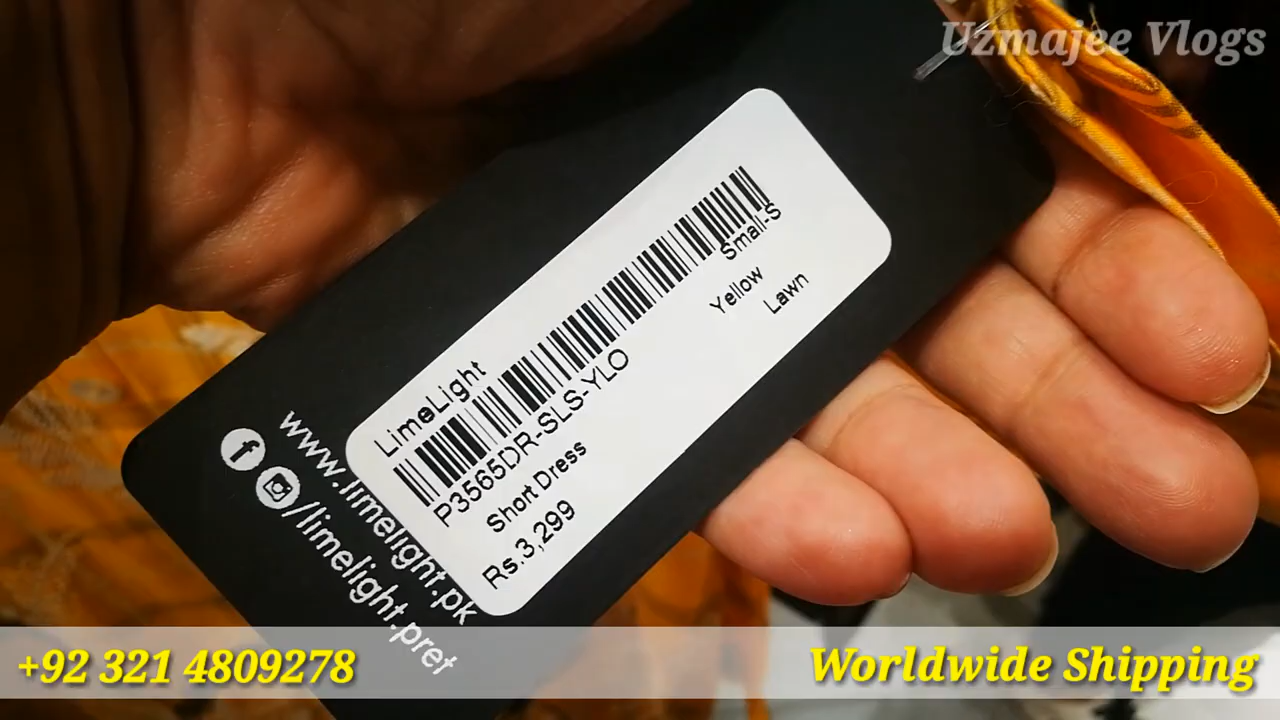 Uzmajee Vlogs
LimeLight
Small-S
P3565DR-SLS-YLO
Yellow
Short Dress
Lawn
Rs.3,299
www.limelight.pk
/limelight.pret
+92 321 4809278
Worldwide Shipping